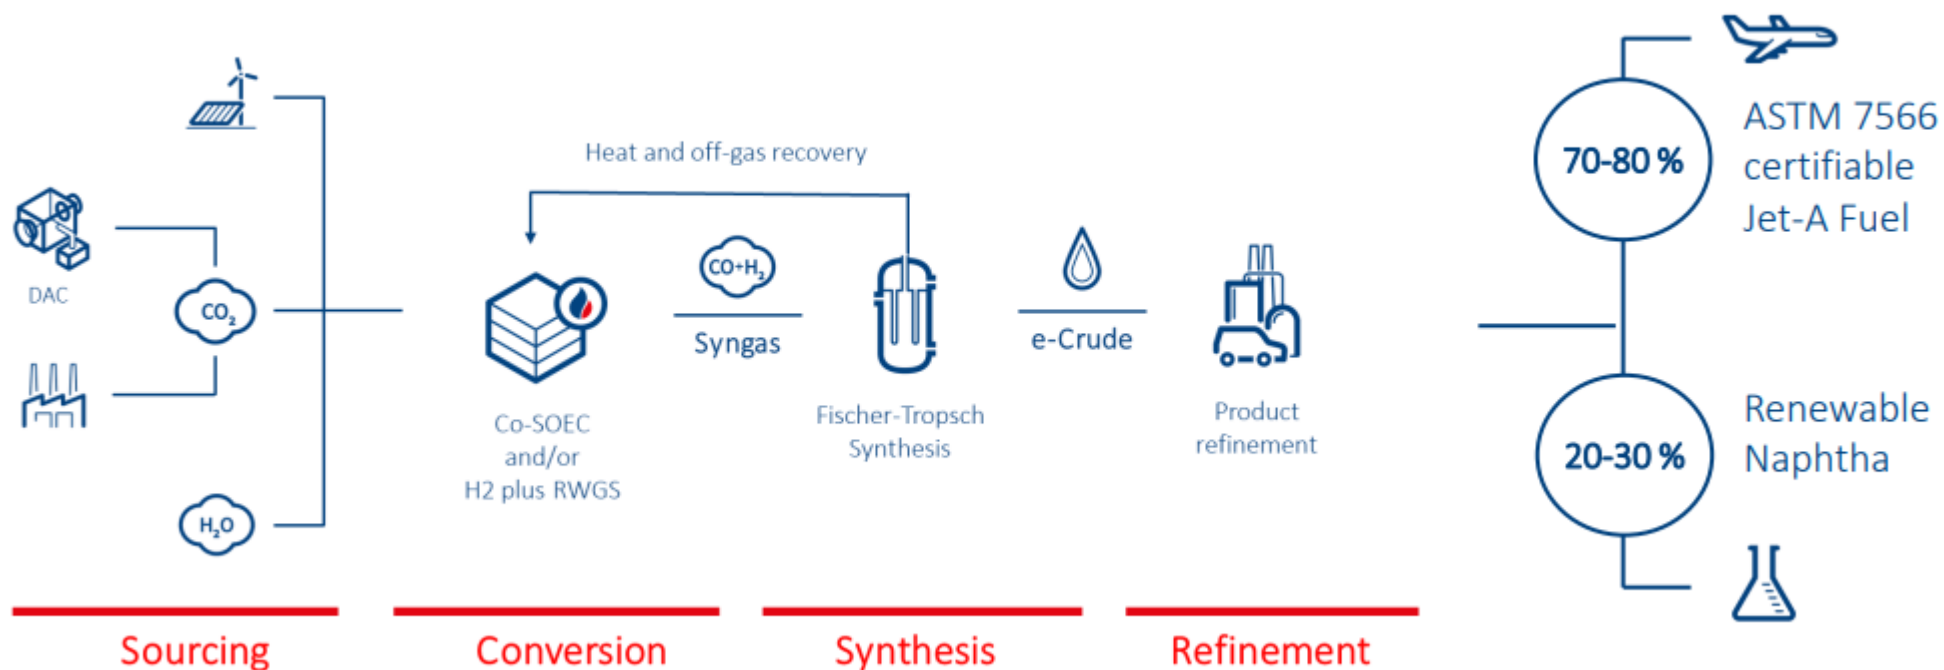 DAC
CO₂
H₂O
Heat and off-gas recovery
Co-SOEC
and/or
H2 plus RWGS
CO+H₂
Syngas
Fischer-Tropsch
Synthesis
e-Crude
Product
refinement
70-80 %
ASTM 7566
certifiable
Jet-A Fuel
20-30 %
Renewable
Naphtha
Sourcing
Conversion
Synthesis
Refinement